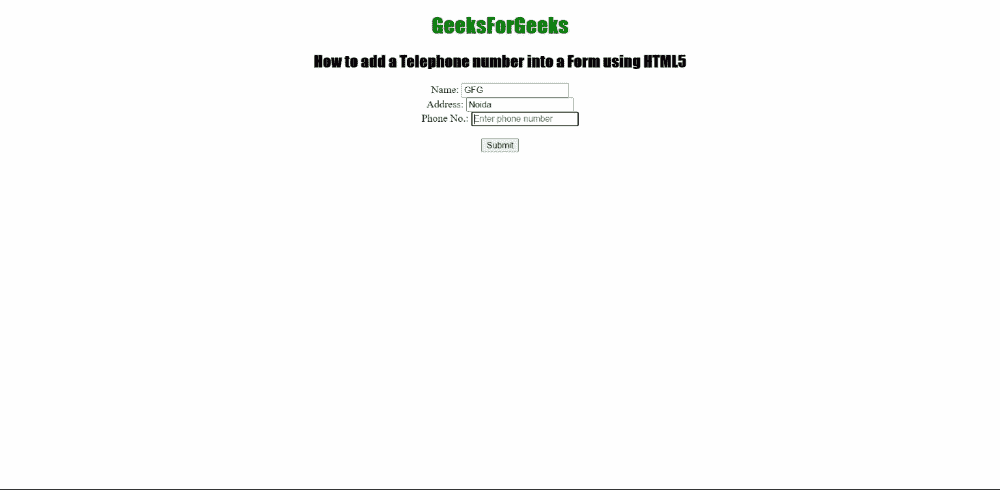 GeeksForGeeks
How to add a Telephone number into a Form using HTML5
Name: GFG
Address: Noida
Phone No.: Enter phone number
Submit